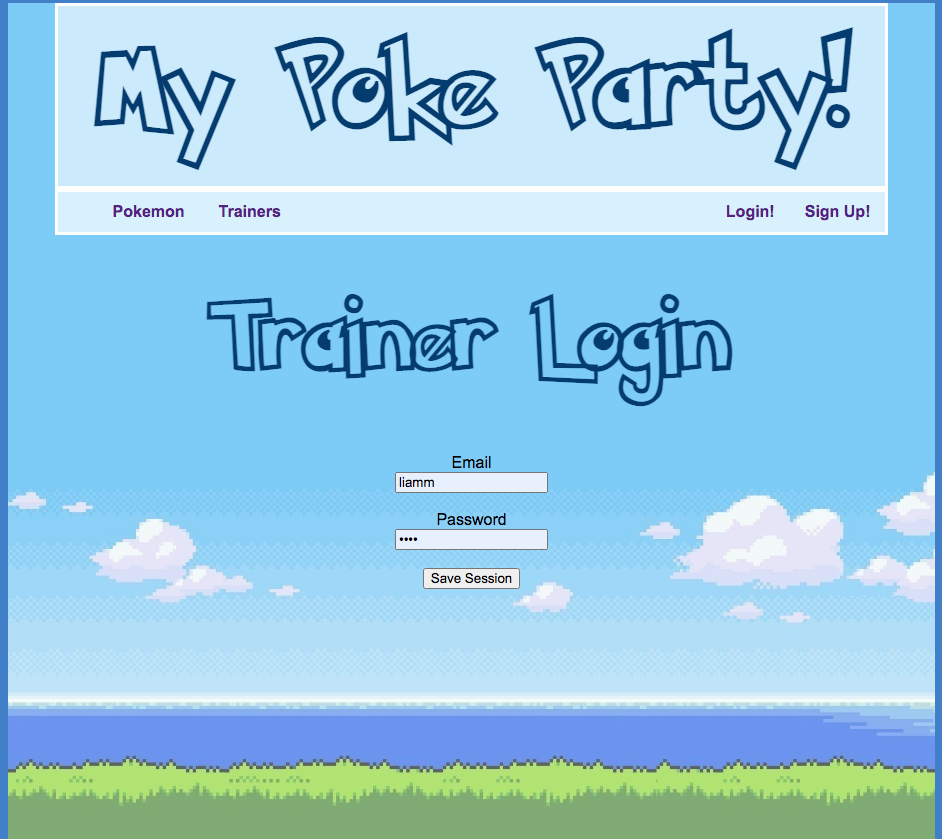 My Poke Party!
Pokemon Trainers Login! Sign Up!
Trainer Login
Email
liamm
Password
••••
Save Session